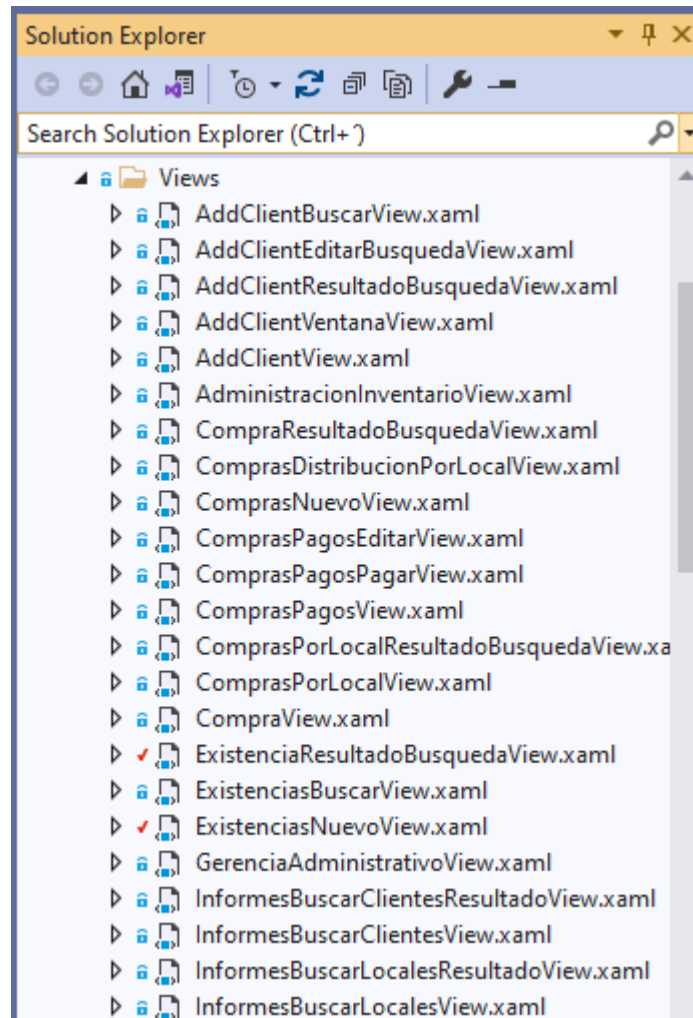 Solution Explorer
Search Solution Explorer (Ctrl+´)
Views
AddClientBuscarView.xaml
AddClientEditarBusquedaView.xaml
AddClientResultadoBusquedaView.xaml
AddClientVentanaView.xaml
AddClientView.xaml
AdministracionInventarioView.xaml
CompraResultadoBusquedaView.xaml
ComprasDistribucionPorLocalView.xaml
ComprasNuevoView.xaml
ComprasPagosEditarView.xaml
ComprasPagosPagarView.xaml
ComprasPagosView.xaml
ComprasPorLocalResultadoBusquedaView.xa
ComprasPorLocalView.xaml
CompraView.xaml
ExistenciaResultadoBusquedaView.xaml
ExistenciasBuscarView.xaml
ExistenciasNuevoView.xaml
GerenciaAdministrativoView.xaml
InformesBuscarClientesResultadoView.xaml
InformesBuscarClientesView.xaml
InformesBuscarLocalesResultadoView.xaml
InformesBuscarLocalesView.xaml